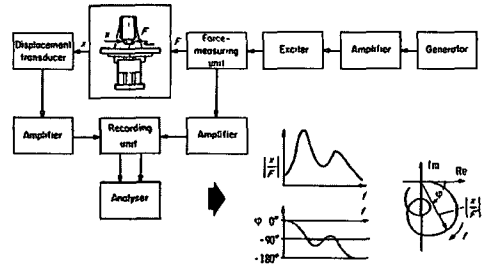 Displacement
transducer
x
x
F
F
Force-
measuring
unit
Exciter
Amplifier
Generator
Amplifier
Recording
unit
Amplifier
Analyser
|x/F|
f
φ 0°
-90°
-180°
f
Im
Re
φ
|x/F|
f